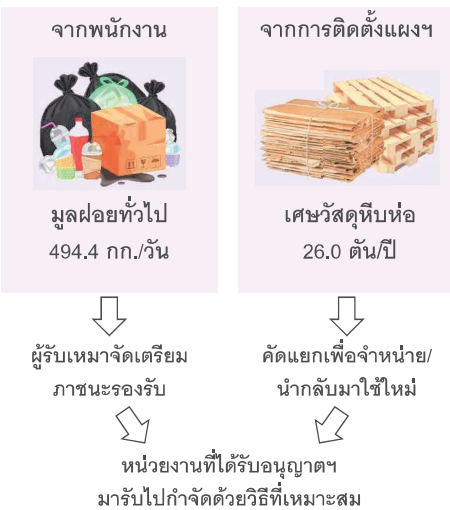 จากพนักงาน
มูลฝอยทั่วไป
494.4 กก./วัน
จากการติดตั้งแผงฯ
เศษวัสดุหีบห่อ
26.0 ตัน/ปี
ผู้รับเหมาจัดเตรียม
ภาชนะรองรับ
คัดแยกเพื่อจำหน่าย/
นำกลับมาใช้ใหม่
หน่วยงานที่ได้รับอนุญาตฯ
มารับไปกำจัดด้วยวิธีที่เหมาะสม